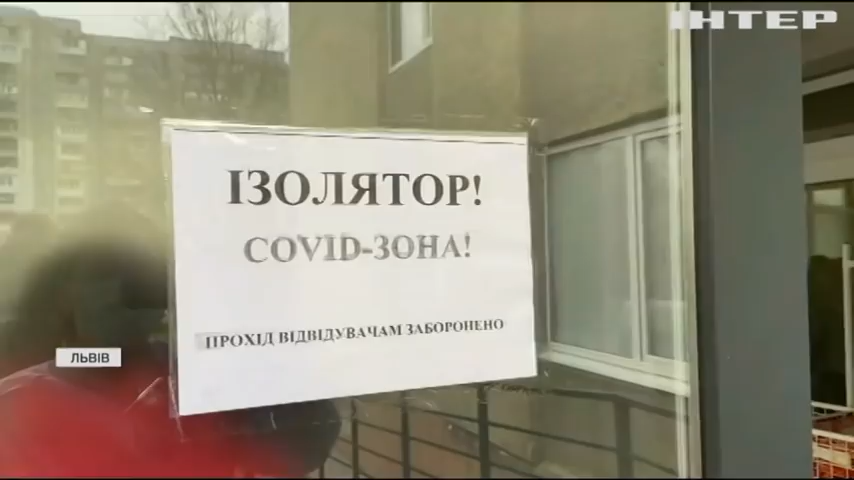 ІНТЕР
ІЗОЛЯТОР!
COVID-ЗОНА!
ПРОХІД ВІДВІДУВАЧАМ ЗАБОРОНЕНО
ЛЬВІВ